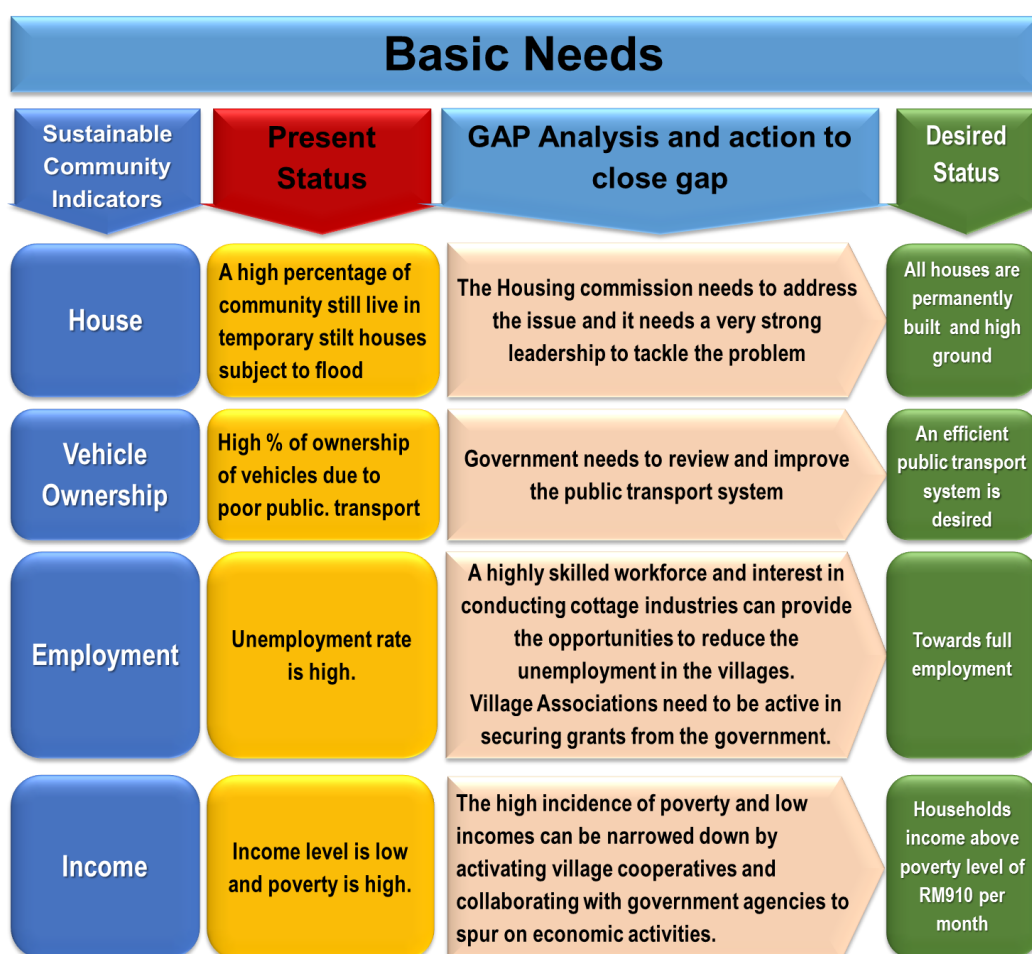 Basic Needs
Sustainable
Community
Indicators
Present
Status
GAP Analysis and action to
close gap
Desired
Status
House
A high percentage of
community still live in
temporary stilt houses
subject to flood
The Housing commission needs to address
the issue and it needs a very strong
leadership to tackle the problem
All houses are
permanently
built and high
ground
Vehicle
Ownership
High % of ownership
of vehicles due to
poor public. transport
Government needs to review and improve
the public transport system
An efficient
public transport
system is
desired
Employment
Unemployment rate
is high.
A highly skilled workforce and interest in
conducting cottage industries can provide
the opportunities to reduce the
unemployment in the villages.
Village Associations need to be active in
securing grants from the government.
Towards full
employment
Income
Income level is low
and poverty is high.
The high incidence of poverty and low
incomes can be narrowed down by
activating village cooperatives and
collaborating with government agencies to
spur on economic activities.
Households
income above
poverty level of
RM910 per
month